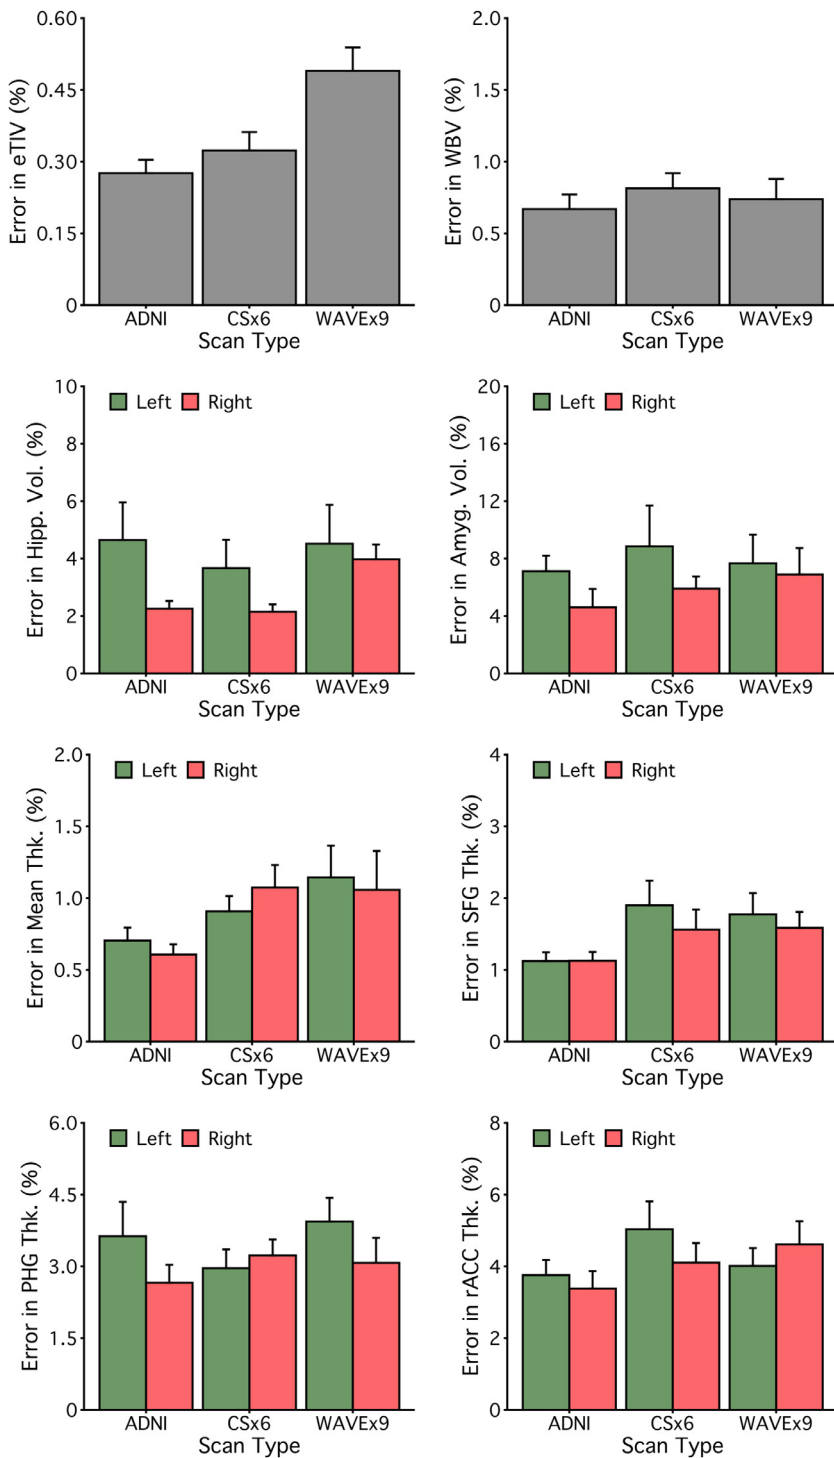 Error in eTIV (%)
0.60
0.45
0.30
0.15
0
ADNI CSx6 WAVEx9
Scan Type
Error in WBV (%)
2.0
1.5
1.0
0.5
0
ADNI CSx6 WAVEx9
Scan Type
Error in Hipp. Vol. (%)
10
8
6
4
2
0
Left Right
ADNI CSx6 WAVEx9
Scan Type
Error in Amyg. Vol. (%)
20
16
12
8
4
0
Left Right
ADNI CSx6 WAVEx9
Scan Type
Error in Mean Thk. (%)
2.0
1.5
1.0
0.5
0
Left Right
ADNI CSx6 WAVEx9
Scan Type
Error in SFG Thk. (%)
4
3
2
1
0
Left Right
ADNI CSx6 WAVEx9
Scan Type
Error in PHG Thk. (%)
6.0
4.5
3.0
1.5
0
Left Right
ADNI CSx6 WAVEx9
Scan Type
Error in rACC Thk. (%)
8
6
4
2
0
Left Right
ADNI CSx6 WAVEx9
Scan Type